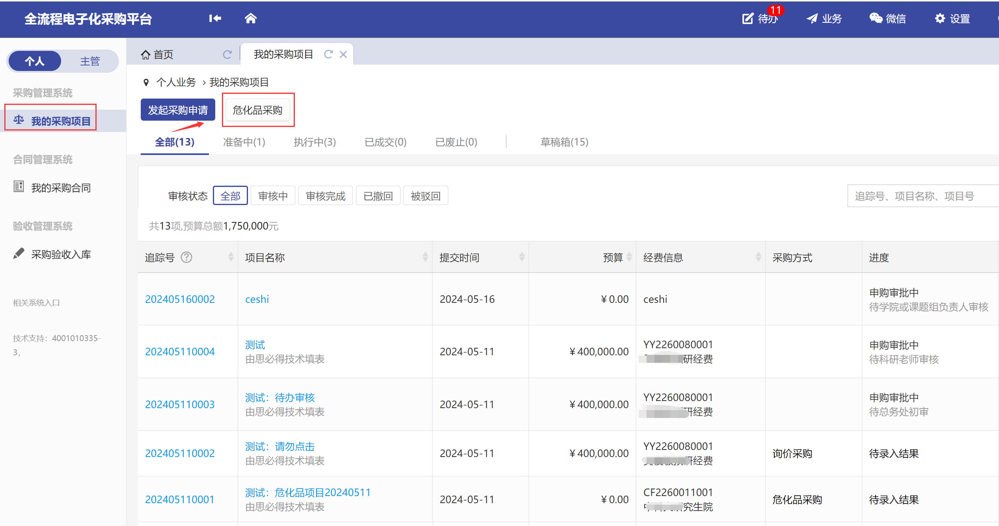 全流程电子化采购平台
待办 11
业务
微信
设置
个人
主管
采购管理系统
我的采购项目
合同管理系统
我的采购合同
验收管理系统
采购验收入库
相关系统入口
技术支持：4001010335-
3，
首页
我的采购项目
个人业务 > 我的采购项目
发起采购申请
危化品采购
全部(13)
准备中(1)
执行中(3)
已成交(0)
已废止(0)
草稿箱(15)
审核状态
全部
审核中
审核完成
已撤回
被驳回
追踪号、项目名称、项目号
共13项,预算总额1,750,000元
追踪号 ?
项目名称
提交时间
预算
经费信息
采购方式
进度
202405160002
ceshi
2024-05-16
¥ 0.00
ceshi
申购审批中
待学院或课题组负责人审核
202405110004
测试
由思必得技术填表
2024-05-11
¥ 400,000.00
YY2260080001
研经费
申购审批中
待科研老师审核
202405110003
测试：待办审核
由思必得技术填表
2024-05-11
¥ 400,000.00
YY2260080001
研经费
申购审批中
待总务处初审
202405110002
测试：请勿点击
由思必得技术填表
2024-05-11
¥ 400,000.00
YY2260080001
研经费
询价采购
待录入结果
202405110001
测试：危化品项目20240511
由思必得技术填表
2024-05-11
¥ 0.00
CF2260011001
究生院
危化品采购
待录入结果